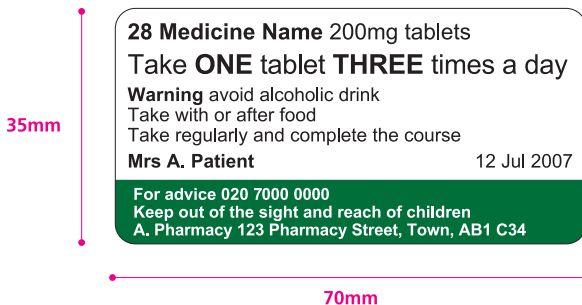 28 Medicine Name 200mg tablets
Take ONE tablet THREE times a day
Warning avoid alcoholic drink
Take with or after food
Take regularly and complete the course
35mm
Mrs A. Patient 12 Jul 2007
For advice 020 7000 0000
Keep out of the sight and reach of children
A. Pharmacy 123 Pharmacy Street, Town, AB1 C34
70mm